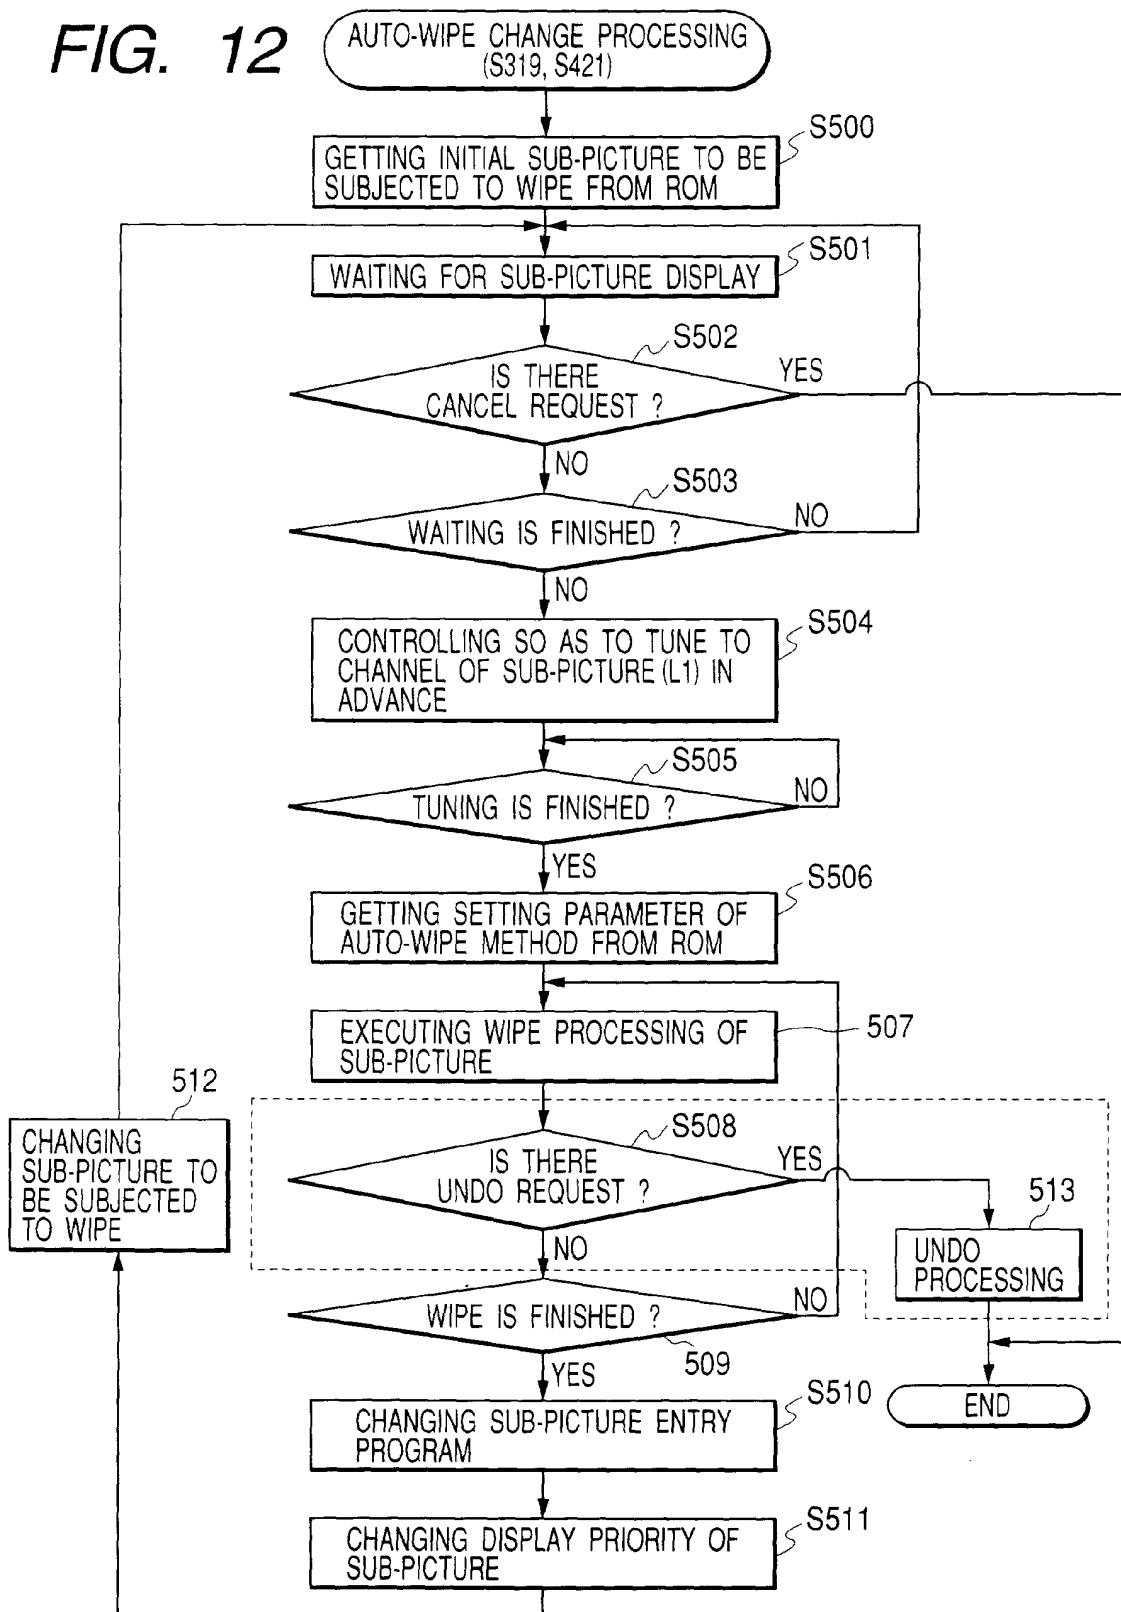 FIG. 12
AUTO-WIPE CHANGE PROCESSING
(S319, S421)
S500
GETTING INITIAL SUB-PICTURE TO BE
SUBJECTED TO WIPE FROM ROM
S501
WAITING FOR SUB-PICTURE DISPLAY
S502
IS THERE
CANCEL REQUEST ?
YES
NO
S503
WAITING IS FINISHED ?
NO
NO
S504
CONTROLLING SO AS TO TUNE TO
CHANNEL OF SUB-PICTURE (L1) IN
ADVANCE
S505
TUNING IS FINISHED ?
NO
YES
S506
GETTING SETTING PARAMETER OF
AUTO-WIPE METHOD FROM ROM
507
EXECUTING WIPE PROCESSING OF
SUB-PICTURE
512
CHANGING
SUB-PICTURE TO
BE SUBJECTED
TO WIPE
S508
IS THERE
UNDO REQUEST ?
YES
NO
513
UNDO
PROCESSING
WIPE IS FINISHED ?
NO
509
YES
END
S510
CHANGING SUB-PICTURE ENTRY
PROGRAM
S511
CHANGING DISPLAY PRIORITY OF
SUB-PICTURE